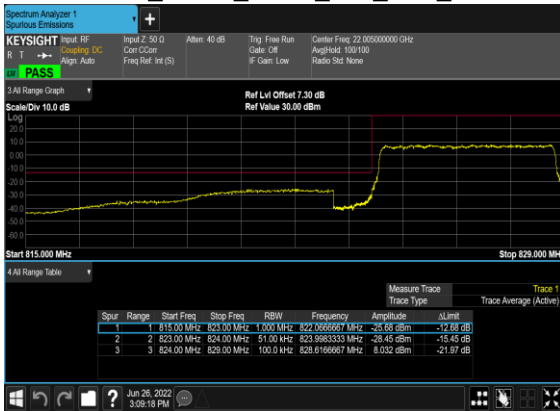 Spectrum Analyzer 1
Spurious Emissions
+
KEYSIGHT
R T
LNI PASS
Input: RF
Coupling: DC
Align: Auto
Input Z: 50 Ω
Corr CCorr
Freq Ref: Int (S)
Atten: 40 dB
Trig: Free Run
Gate: Off
IF Gain: Low
Center Freq: 22.005000000 GHz
Avg|Hold: 100/100
Radio Std: None
3 All Range Graph
Scale/Div 10.0 dB
Ref Lvl Offset 7.30 dB
Ref Value 30.00 dBm
Log
20.0
10.0
0.00
-10.0
-20.0
-30.0
-40.0
-50.0
-60.0
Start 815.000 MHz
Stop 829.000 MH
4 All Range Table
Measure Trace Trace 1
Trace Type Trace Average (Active)
Spur Range Start Freq Stop Freq RBW Frequency Amplitude ΔLimit
1 1 815.00 MHz 823.00 MHz 1.000 MHz 822.0666667 MHz -25.68 dBm -12.68 dB
2 2 823.00 MHz 824.00 MHz 51.00 kHz 823.9983333 MHz -28.45 dBm -15.45 dB
3 3 824.00 MHz 829.00 MHz 100.0 kHz 828.6166667 MHz 8.032 dBm -21.97 dB
?
Jun 26, 2022
3:09:18 PM